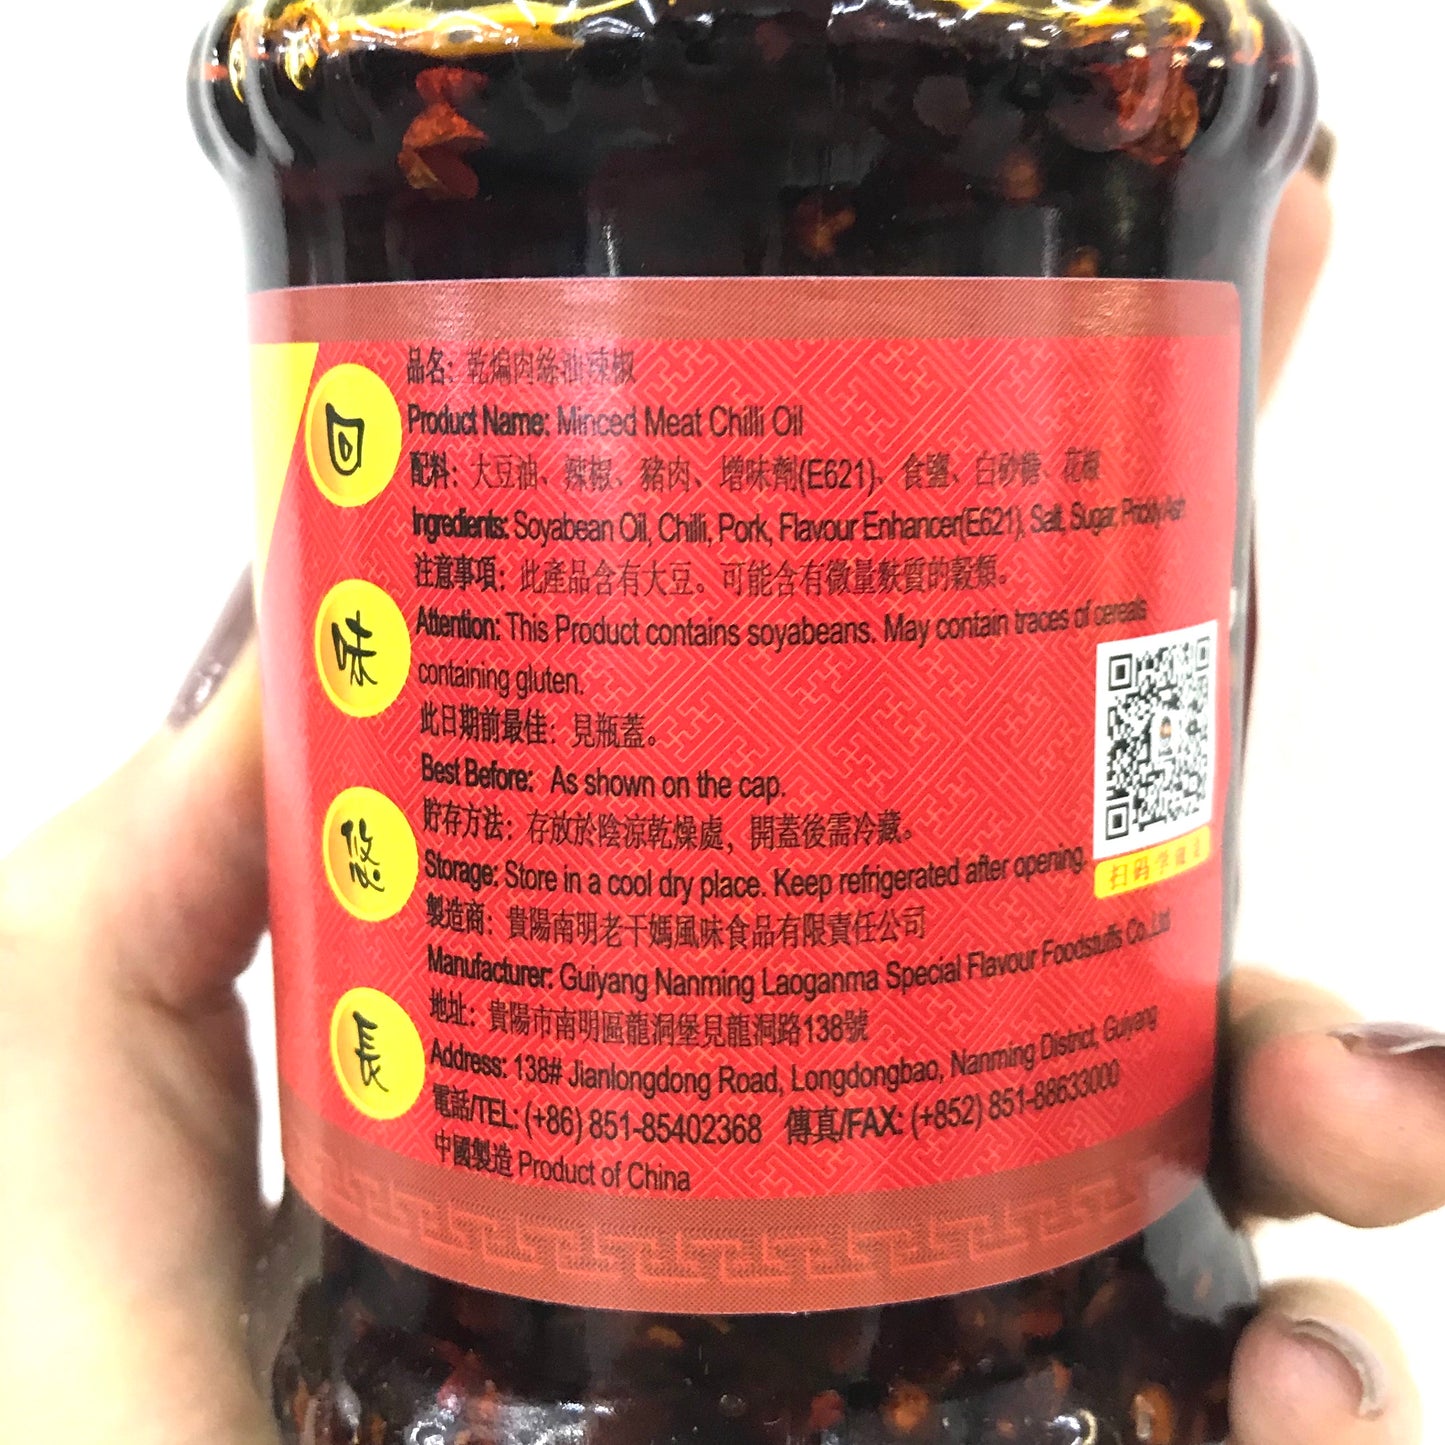 回味悠長
品名: 乾煸肉絲油辣椒
Product Name: Minced Meat Chilli Oil
配料: 大豆油、辣椒、豬肉、增味劑(E621)、食鹽、白砂糖、花椒
Ingredients: Soyabean Oil, Chilli, Pork, Flavour Enhancer(E621), Salt, Sugar, Prickly Ash
注意事項: 此產品含有大豆。可能含有微量麩質的穀類。
Attention: This Product contains soyabeans. May contain traces of cereals
containing gluten.
此日期前最佳: 見瓶蓋。
Best Before: As shown on the cap.
貯存方法: 存放於陰涼乾燥處, 開蓋後需冷藏。
Storage: Store in a cool dry place. Keep refrigerated after opening.
製造商: 貴陽南明老干媽風味食品有限責任公司
Manufacturer: Guiyang Nanming Laoganma Special Flavour Foodstuffs Co.,Ltd
地址: 貴陽市南明區龍洞堡見龍洞路138號
Address: 138# Jianlongdong Road, Longdongbao, Nanming District, Guiyang
電話/TEL: (+86) 851-85402368 傳真/FAX: (+852) 851-88633000
中國製造 Product of China
扫码